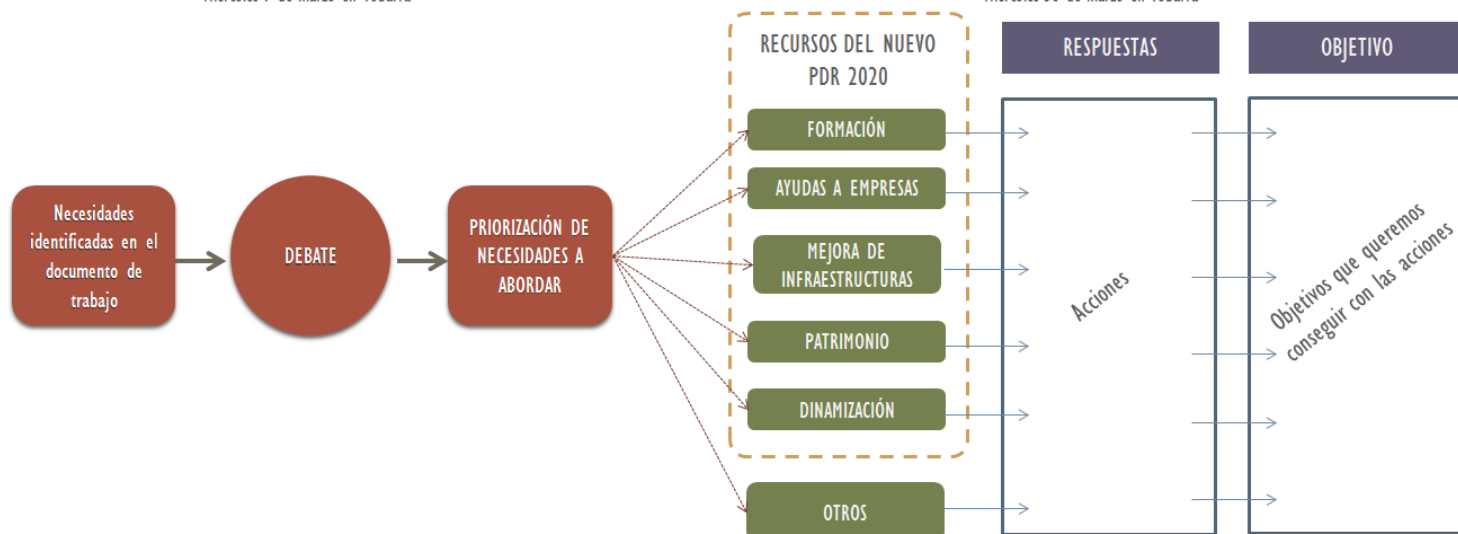 RECURSOS DEL NUEVO
PDR 2020
RESPUESTAS
OBJETIVO
Necesidades
identificadas en el
documento de
trabajo
DEBATE
PRIORIZACIÓN DE
NECESIDADES A
ABORDAR
FORMACIÓN
AYUDAS A EMPRESAS
MEJORA DE
INFRAESTRUCTURAS
PATRIMONIO
DINAMIZACIÓN
OTROS
Acciones
Objetivos que queremos
conseguir con las acciones